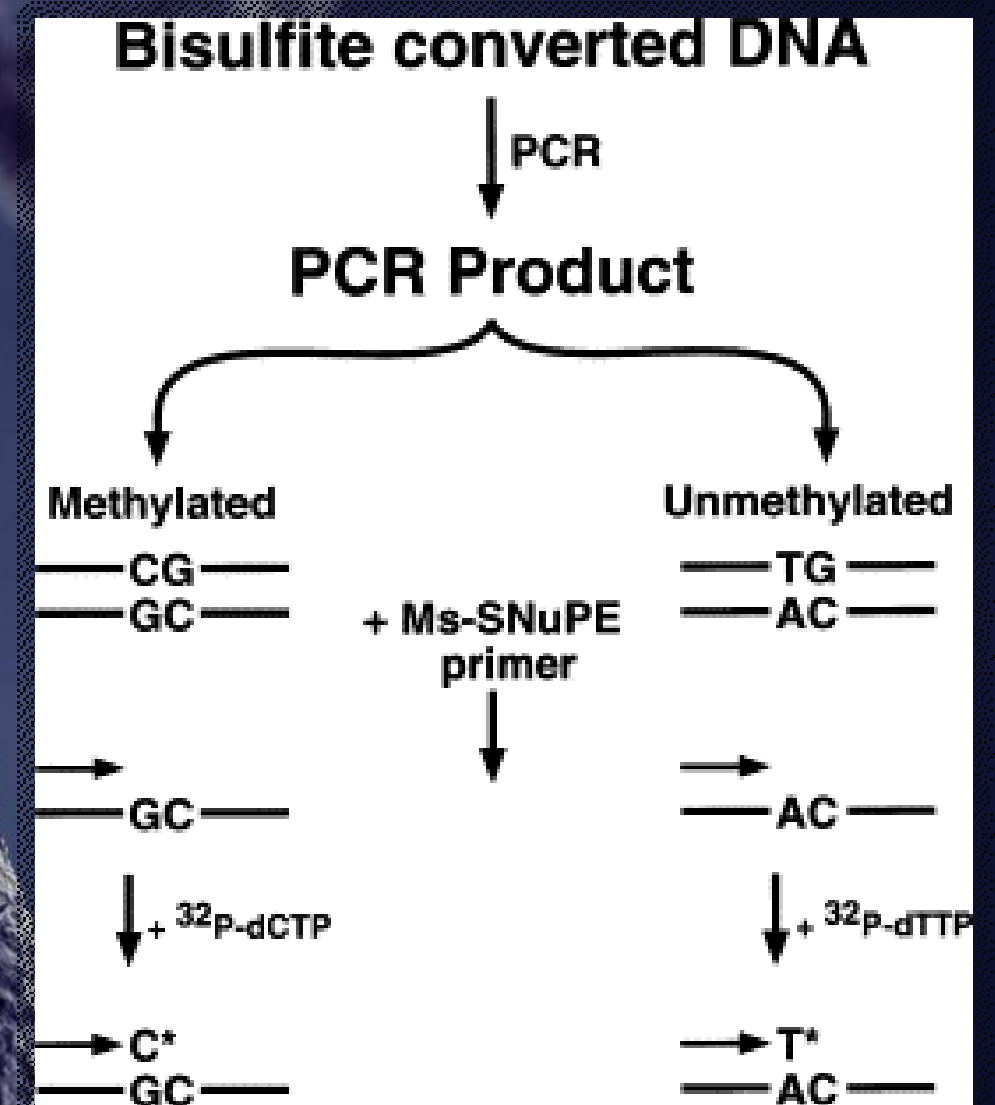 Bisulfite converted DNA
PCR
PCR Product
Methylated
Unmethylated
CG
GC
TG
AC
+ Ms-SNuPE
primer
GC
AC
+ 32P-dCTP
+ 32P-dTTP
C*
GC
T*
AC